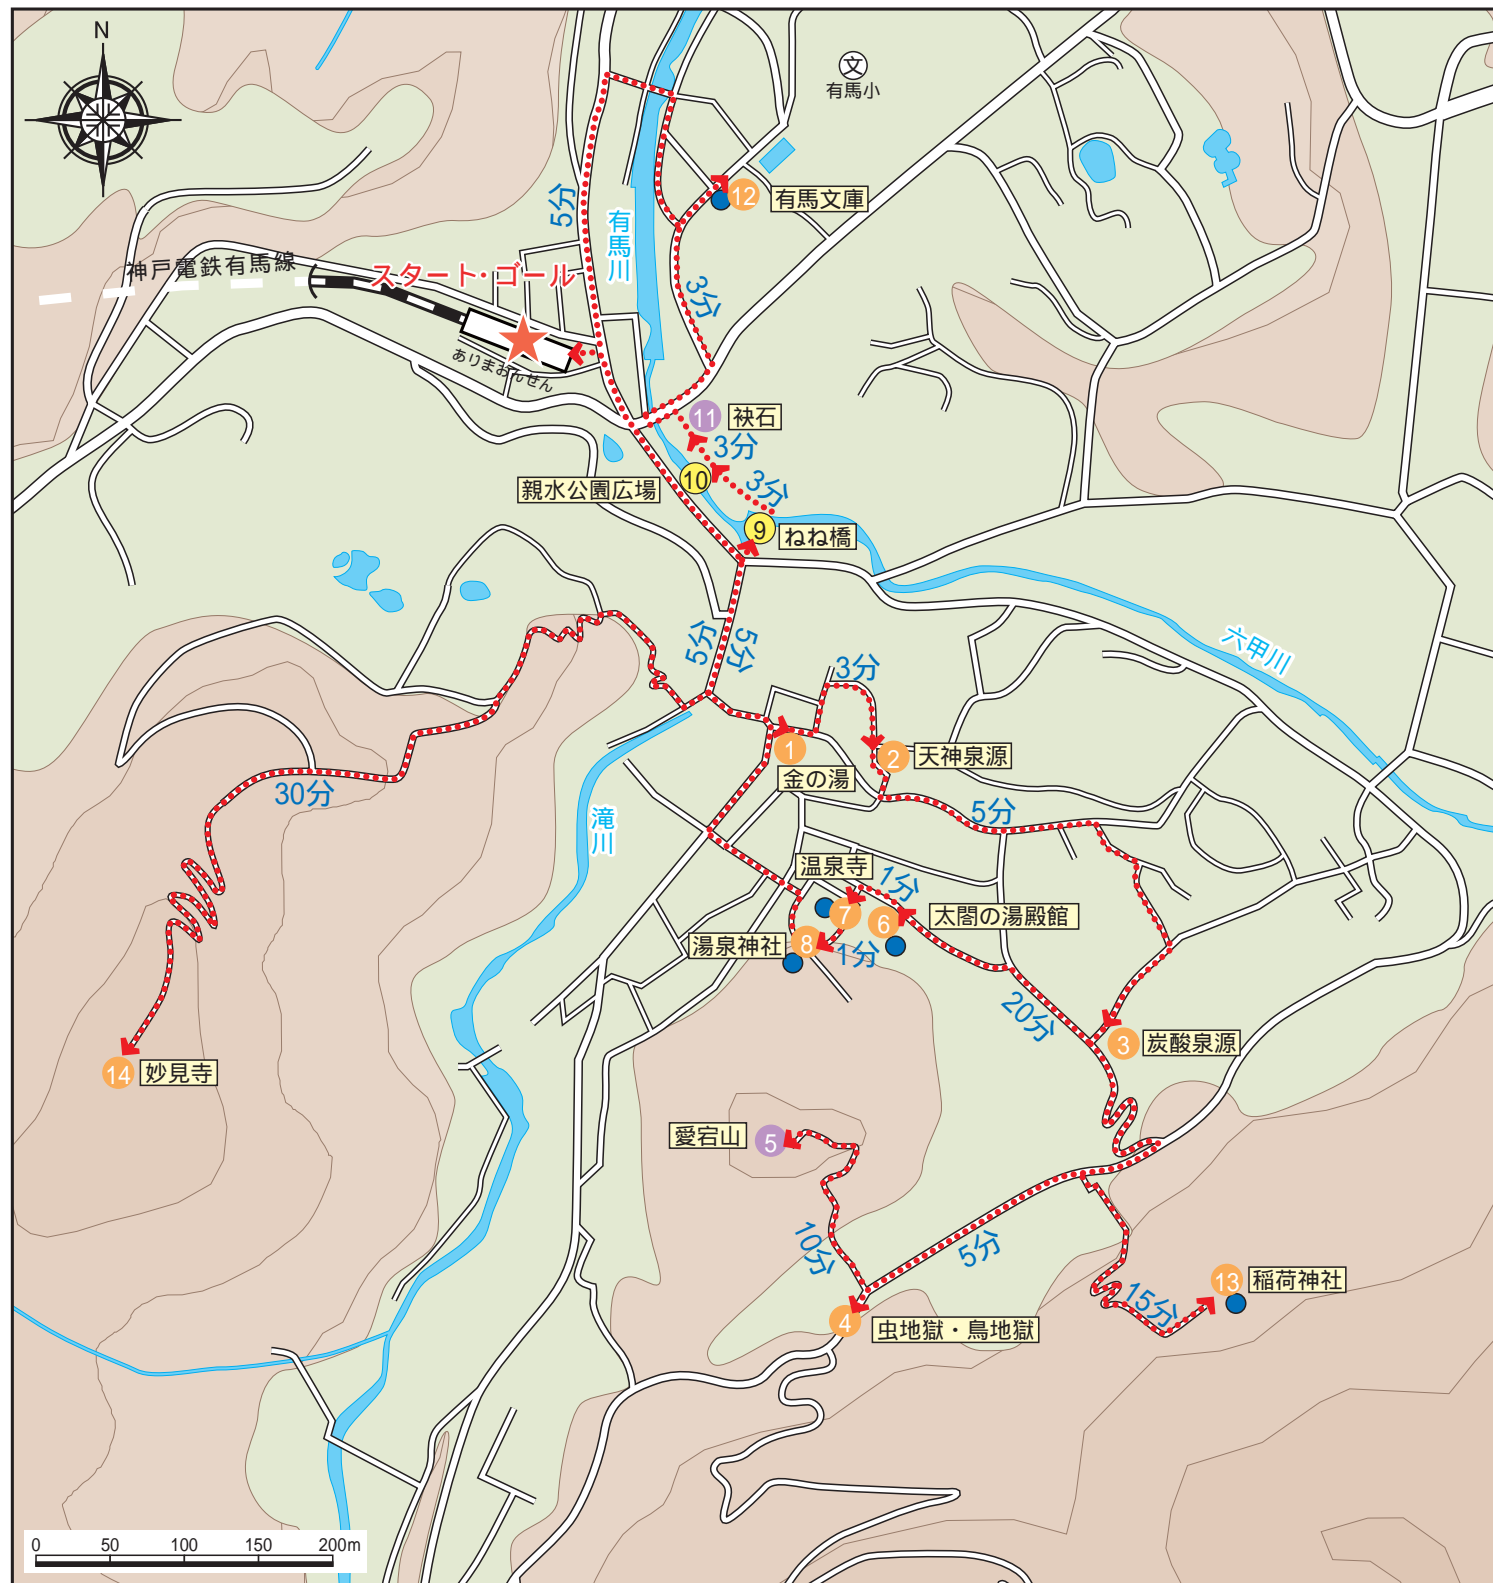 N
文
有馬小
5分
有馬川
12
有馬文庫
神戸電鉄有馬線
スタート・ゴール
3分
ありまおんせん
11
袂石
3分
親水公園広場
10
3分
9
ねね橋
六甲川
5分
5分
3分
1
金の湯
2
天神泉源
30分
滝川
5分
温泉寺
1分
7
6
太閤の湯殿館
湯泉神社
8
1分
20分
3
炭酸泉源
14
妙見寺
愛宕山
5
10分
5分
13
稲荷神社
15分
4
虫地獄・鳥地獄
0 50 100 150 200m